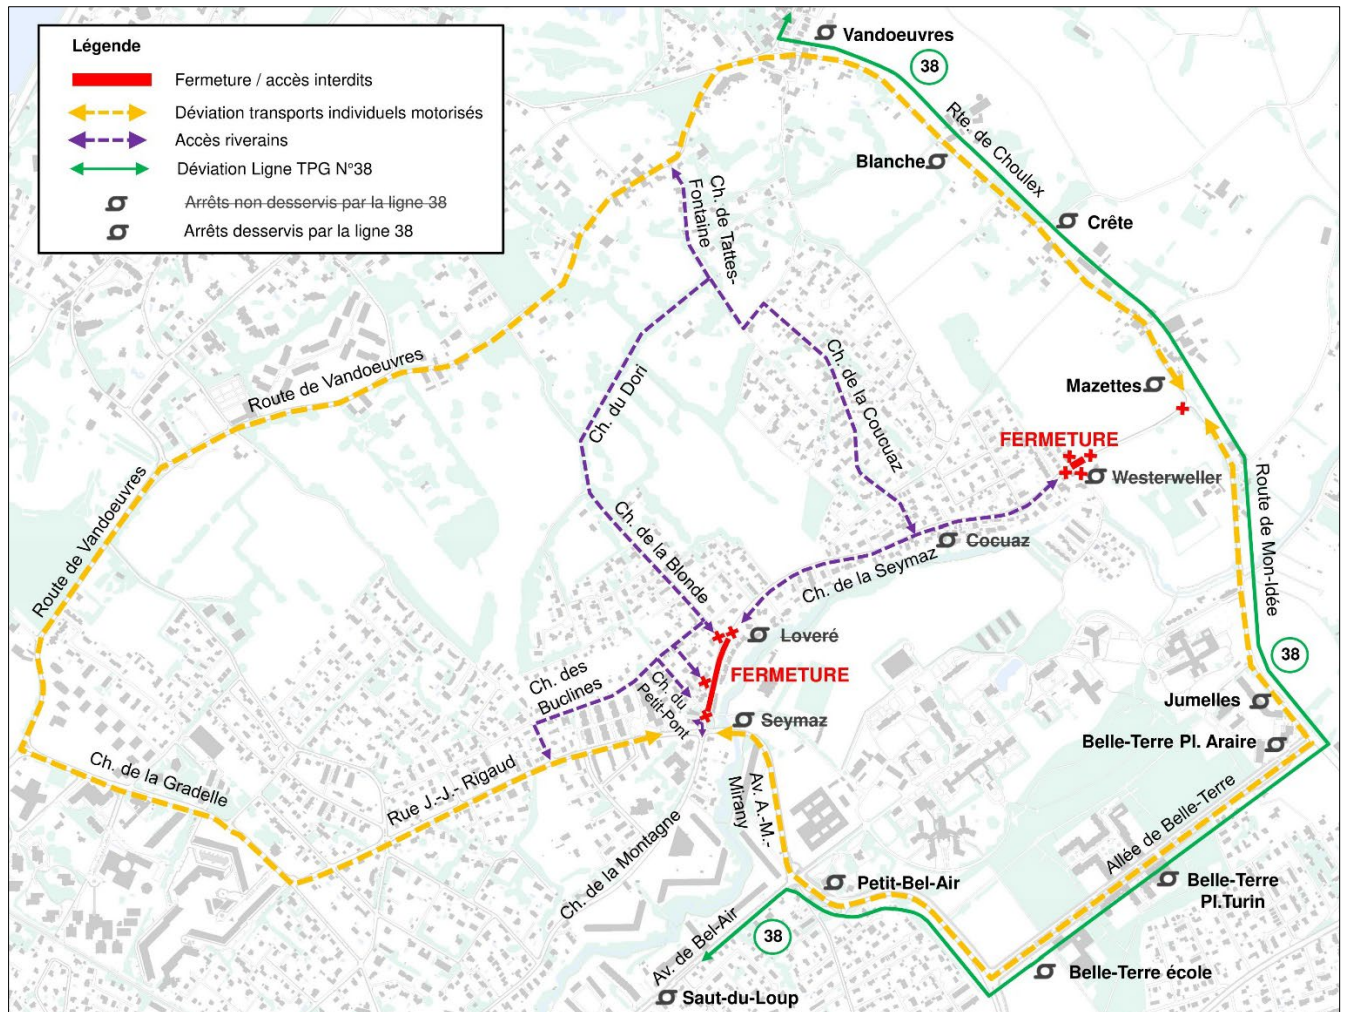 Légende
Fermeture / accès interdits
Déviation transports individuels motorisés
Accès riverains
Déviation Ligne TPG N°38
Arrêts non desservis par la ligne 38
Arrêts desservis par la ligne 38
Vandoeuvres
38
Rte. de Choulex
Blanche
Crête
Ch. de Tattes-
Fontaine
Route de Vandoeuvres
Ch. du Dori
Ch. de la Coucuaz
Mazettes
FERMETURE
Westerweller
Route de Mon-Idée
Route de Vandoeuvres
Ch. de la Blonde
Cocuaz
Ch. de la Seymaz
Loveré
FERMETURE
38
Ch. des
Buclines
Ch. du
Petit-Pont
Seymaz
Jumelles
Belle-Terre Pl. Araire
Ch. de la Gradelle
Rue J.-J.- Rigaud
Av. A.-M.-
Mirany
Ch. de la Montagne
Allée de Belle-Terre
Petit-Bel-Air
Belle-Terre
Pl.Turin
38
Av. de Bel-Air
Belle-Terre école
Saut-du-Loup